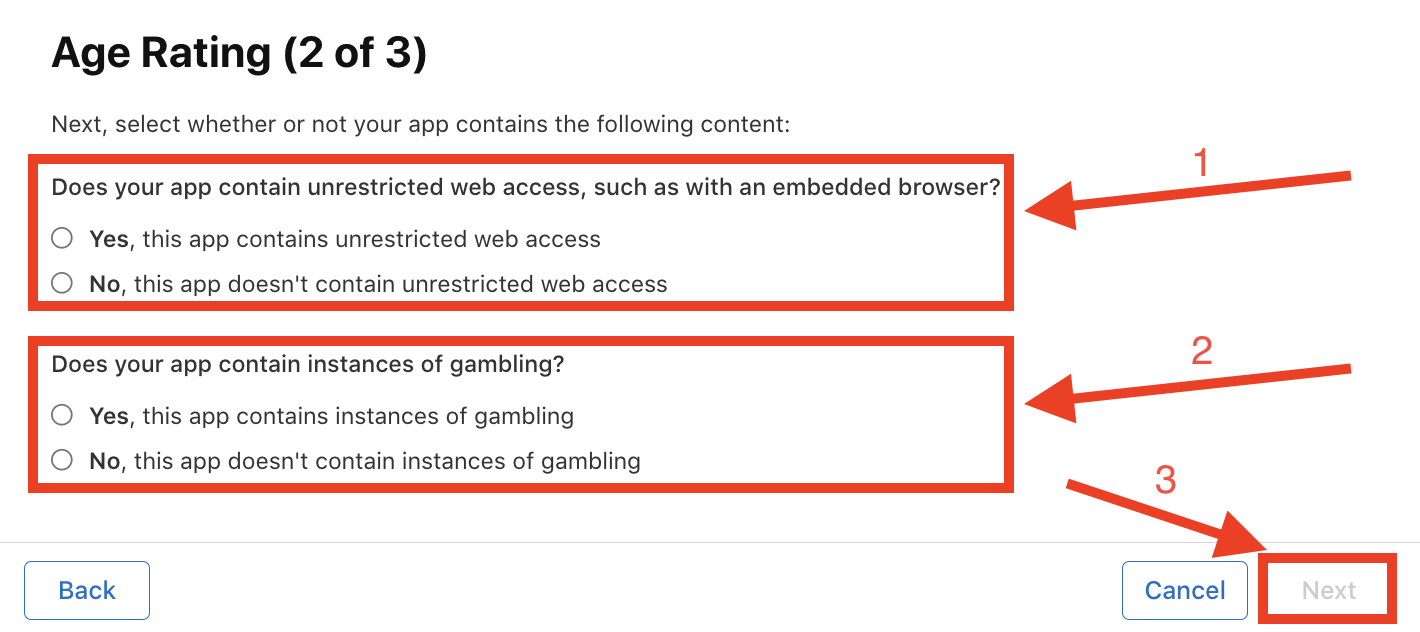 Age Rating (2 of 3)
Next, select whether or not your app contains the following content:
1
Does your app contain unrestricted web access, such as with an embedded browser?
Yes, this app contains unrestricted web access
No, this app doesn't contain unrestricted web access
2
Does your app contain instances of gambling?
Yes, this app contains instances of gambling
No, this app doesn't contain instances of gambling
3
Back
Cancel
Next